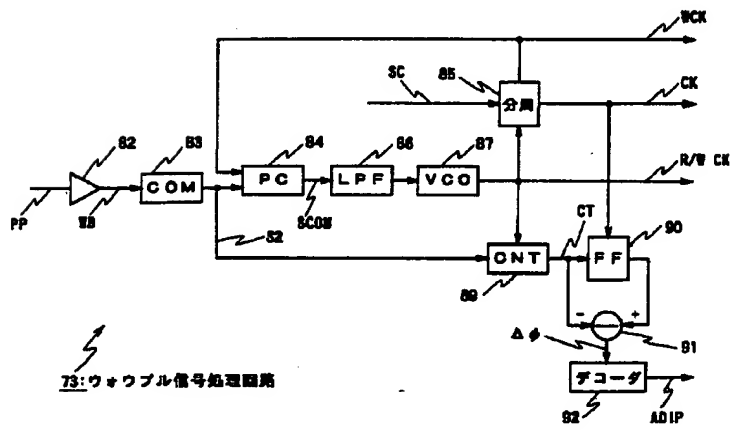 WCK
SC
85
分周
CK
82
83
84
86
87
COM
PC
LPF
VCO
R/W CK
PP
WB
S2
SCON
CT
90
CNT
FF
89
-
+
Δφ
91
73:ウォウブル信号処理回路
デコーダ
92
ADIP